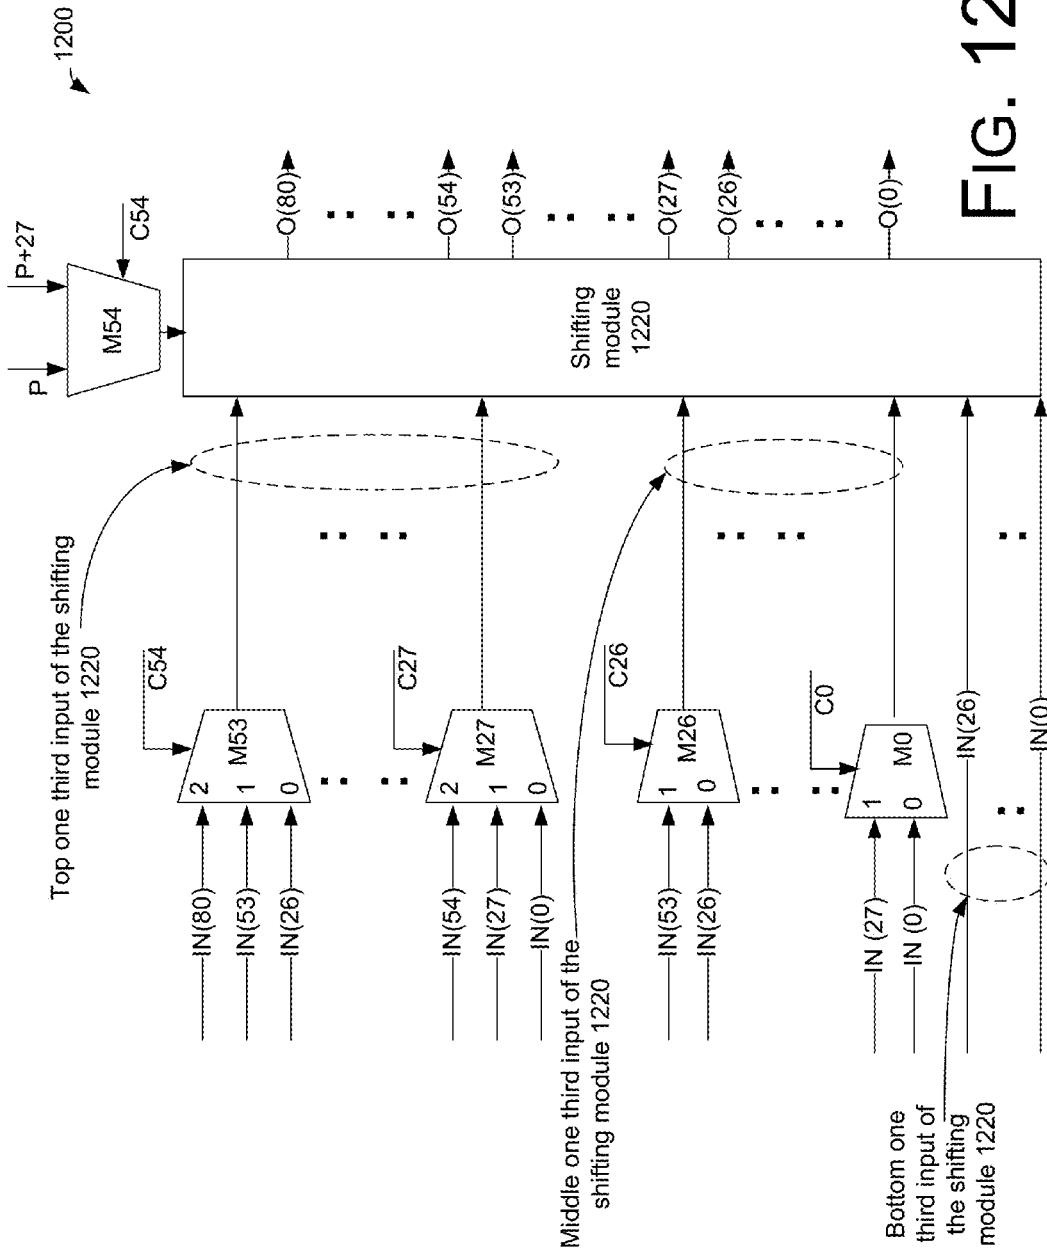 1200
P
P+27
M54
C54
Top one third input of the shifting
module 1220
C54
IN(80)
2
M53
IN(53)
1
IN(26)
0
C27
IN(54)
2
M27
IN(27)
1
IN(0)
0
Middle one third input of the
shifting module 1220
C26
IN(53)
1
M26
IN(26)
0
C0
IN (27)
1
M0
IN (0)
0
IN(26)
IN(0)
Bottom one
third input of
the shifting
module 1220
Shifting
module
1220
O(80)
O(54)
O(53)
O(27)
O(26)
O(0)
FIG. 12